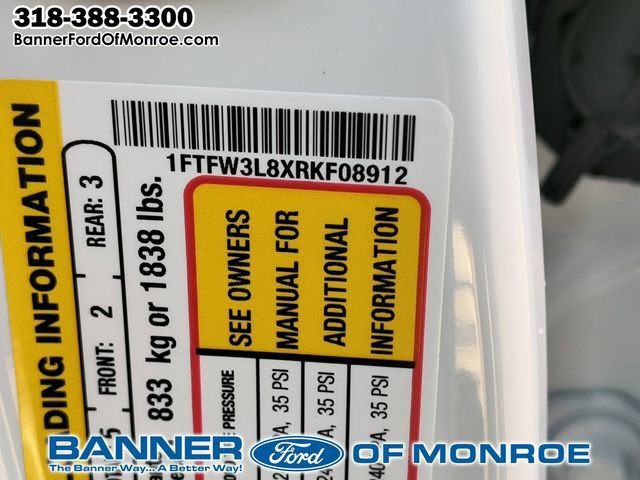 318-388-3300
BannerFordOfMonroe.com
1FTFW3L8XRKF08912
ADING INFORMATION
FRONT: 2 REAR: 3
833 kg or 1838 lbs.
SEE OWNERS
MANUAL FOR
ADDITIONAL
INFORMATION
PRESSURE
35 PSI
35 PSI
35 PSI
BANNER Ford OF MONROE
The Banner Way... A Better Way!